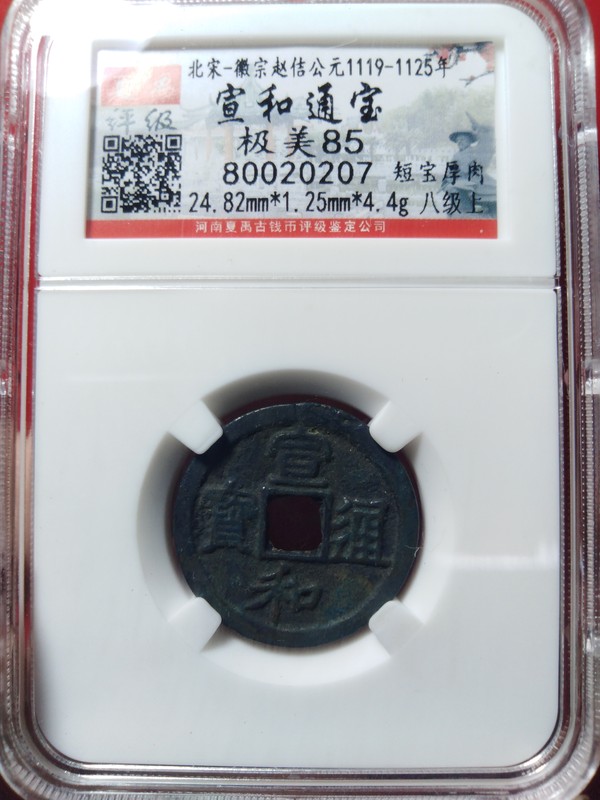 北宋-徽宗赵佶公元1119-1125年
宣和通宝
评级
极美85
80020207 短宝厚肉
24.82mm*1.25mm*4.4g 八级上
河南夏禹古钱币评级鉴定公司
宣
寶 通
和